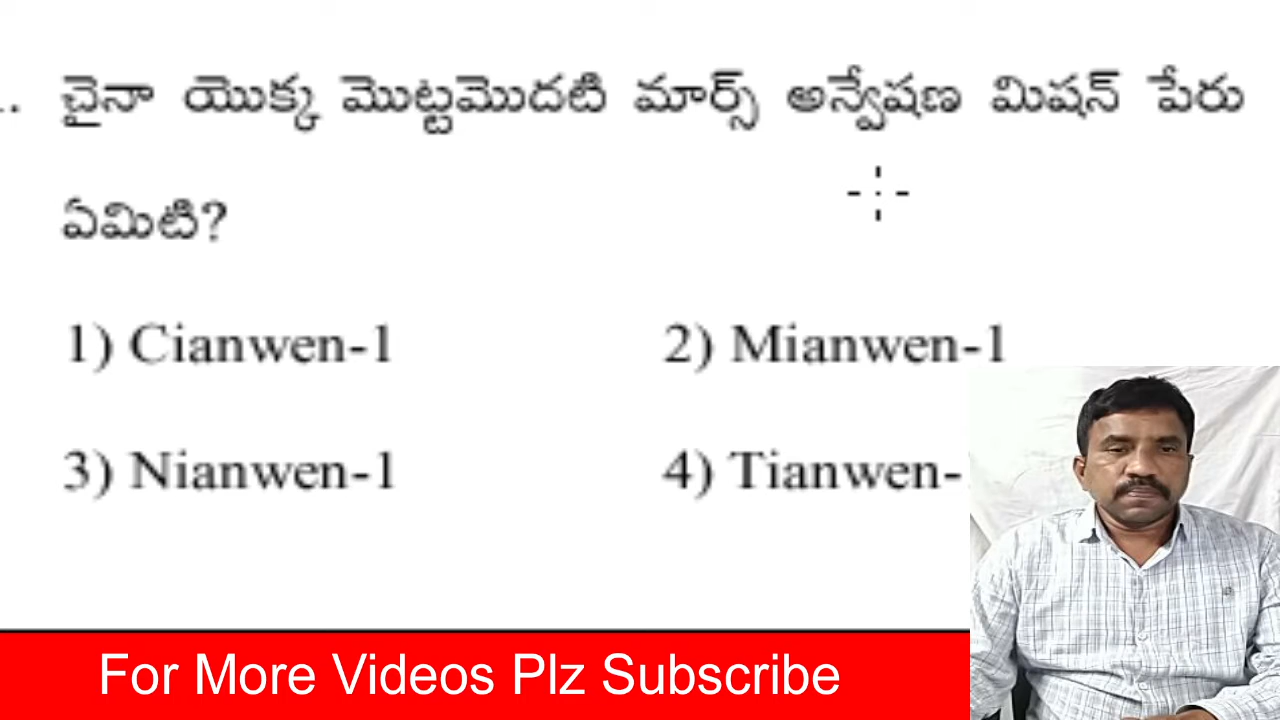 . చైనా యొక్క మొట్టమొదటి మార్స్ అన్వేషణ మిషన్ పేరు
ఏమిటి?
1) Cianwen-1
2) Mianwen-1
3) Nianwen-1
4) Tianwen-
For More Videos Plz Subscribe